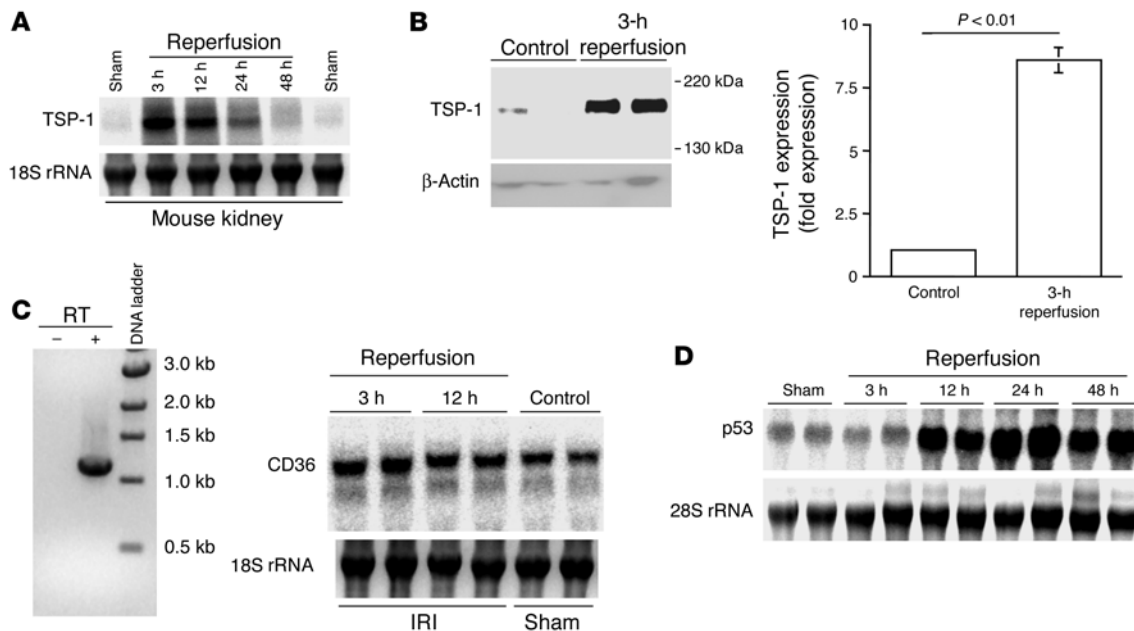 A
Reperfusion
Sham
3 h
12 h
24 h
48 h
Sham
TSP-1
18S rRNA
Mouse kidney
B
Control
3-h
reperfusion
TSP-1
220 kDa
130 kDa
β-Actin
P < 0.01
TSP-1 expression
(fold expression)
10
7.5
5
2.5
0
Control
3-h
reperfusion
C
RT
– +
DNA ladder
3.0 kb
2.0 kb
1.5 kb
1.0 kb
0.5 kb
Reperfusion
3 h 12 h Control
CD36
18S rRNA
IRI Sham
D
Reperfusion
Sham 3 h 12 h 24 h 48 h
p53
28S rRNA